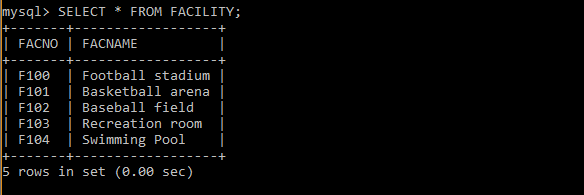 mysql> SELECT * FROM FACILITY;
+-------+------------------+
| FACNO | FACNAME          |
+-------+------------------+
| F100  | Football stadium |
| F101  | Basketball arena |
| F102  | Baseball field   |
| F103  | Recreation room  |
| F104  | Swimming Pool    |
+-------+------------------+
5 rows in set (0.00 sec)